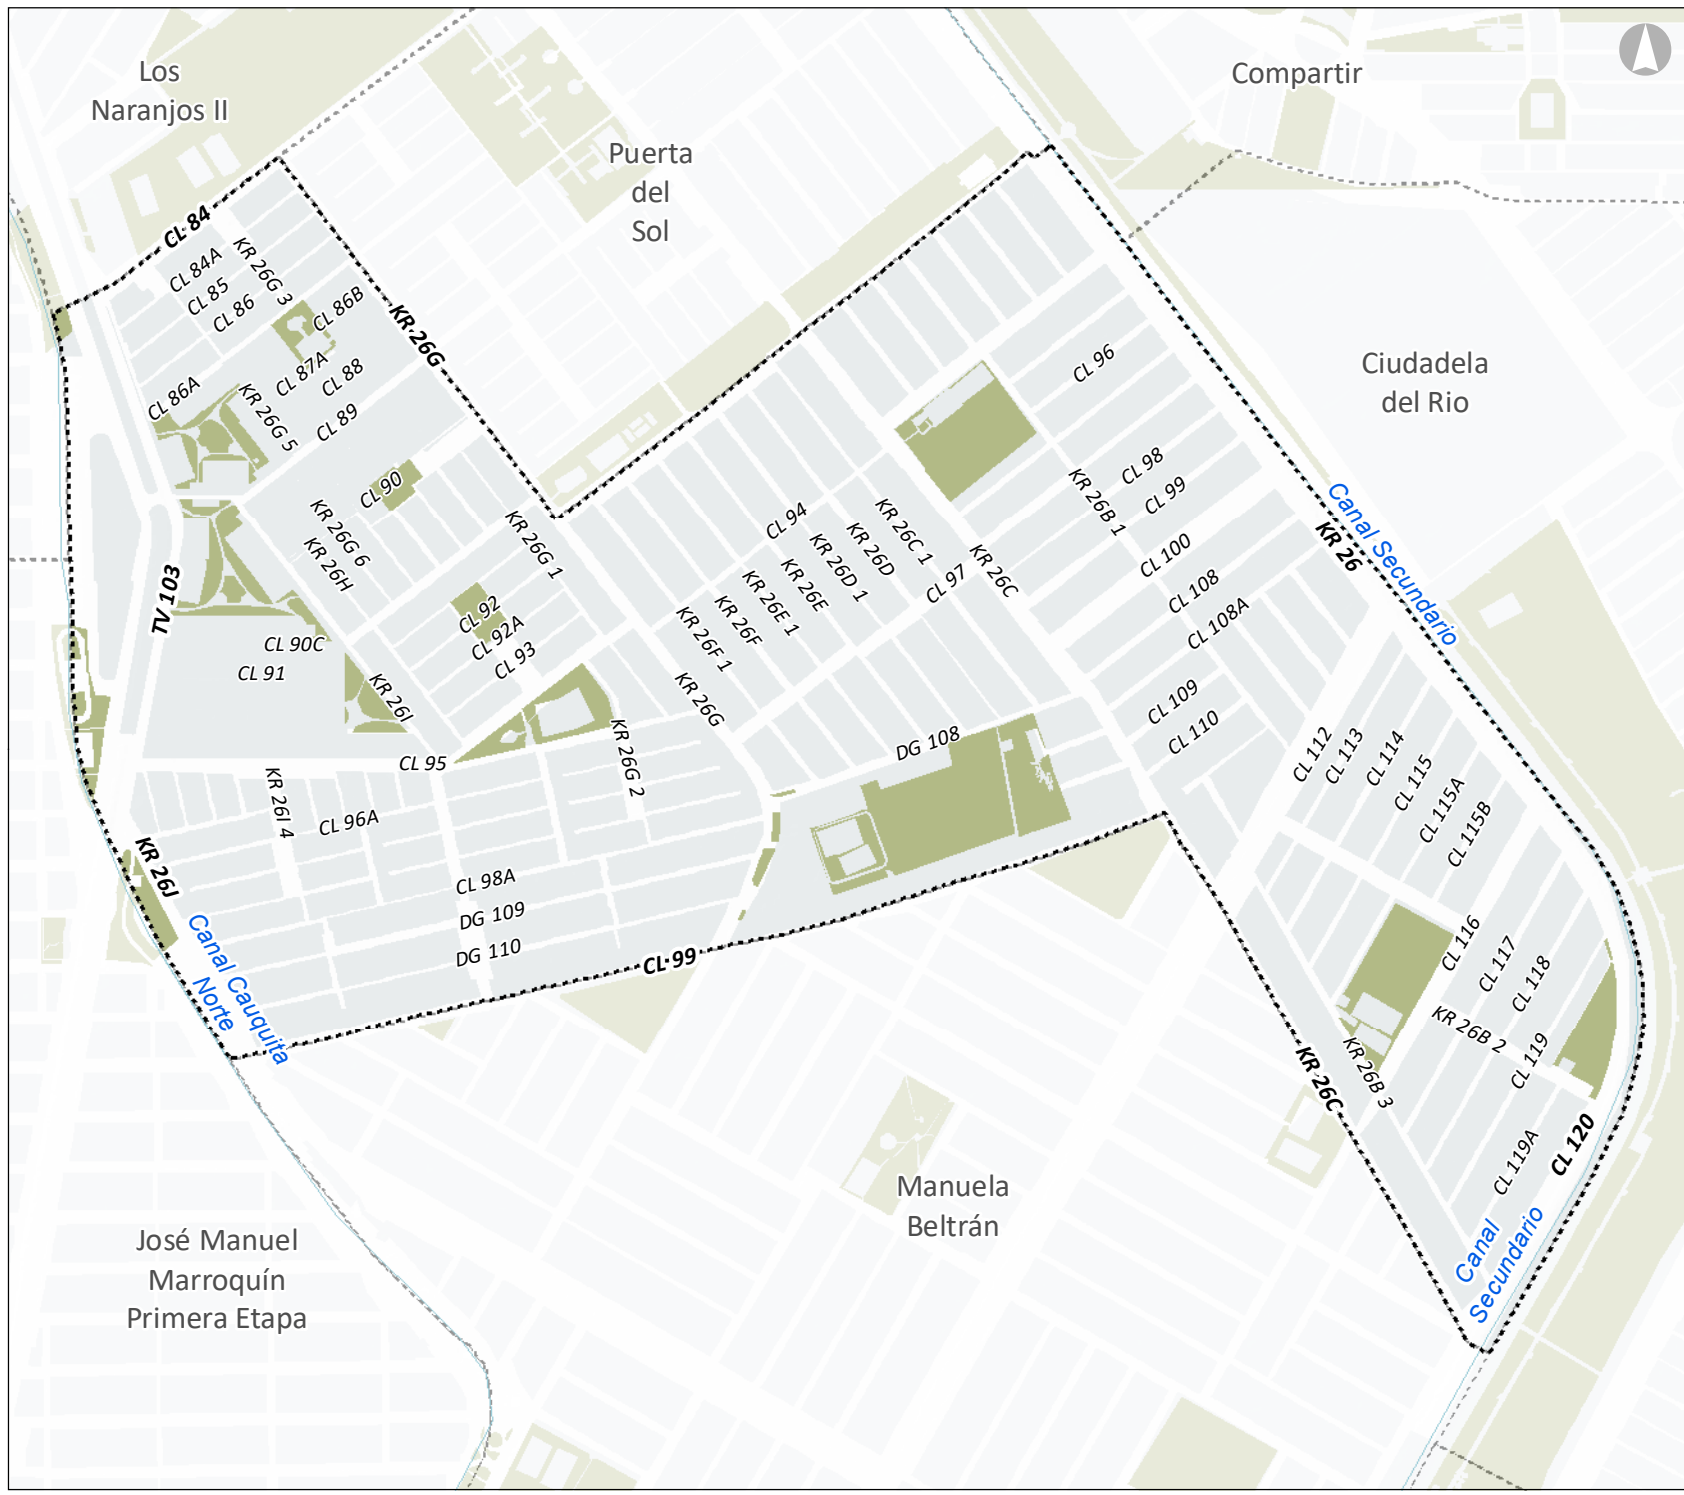 Los
Naranjos II
Compartir
Puerta
del
Sol
CL 84
CL 84A
KR 26G 3
CL 85
CL 86
CL 86B
KR 26G
CL 87A
CL 88
CL 86A
KR 26G 5
CL 89
CL 96
Ciudadela
del Rio
CL 90
KR 26G 6
KR 26H
KR 26G 1
CL 94
KR 26C 1
KR 26D
KR 26D 1
KR 26E
KR 26E 1
KR 26F
KR 26F 1
CL 97
KR 26C
KR 26B 1
CL 98
CL 99
CL 100
CL 108
CL 108A
KR 26
Canal Secundario
TV 103
CL 90C
CL 91
CL 92
CL 92A
CL 93
KR 26I
KR 26G
KR 26G 2
CL 95
DG 108
CL 109
CL 110
CL 112
CL 113
CL 114
CL 115
CL 115A
CL 115B
KR 26I 4
CL 96A
KR 26J
CL 98A
DG 109
DG 110
CL 99
Canal Cauquita
Norte
CL 116
CL 117
CL 118
KR 26B 2
CL 119
KR 26B 3
KR 26C
CL 120
CL 119A
Canal
Secundario
Manuela
Beltrán
José Manuel
Marroquín
Primera Etapa